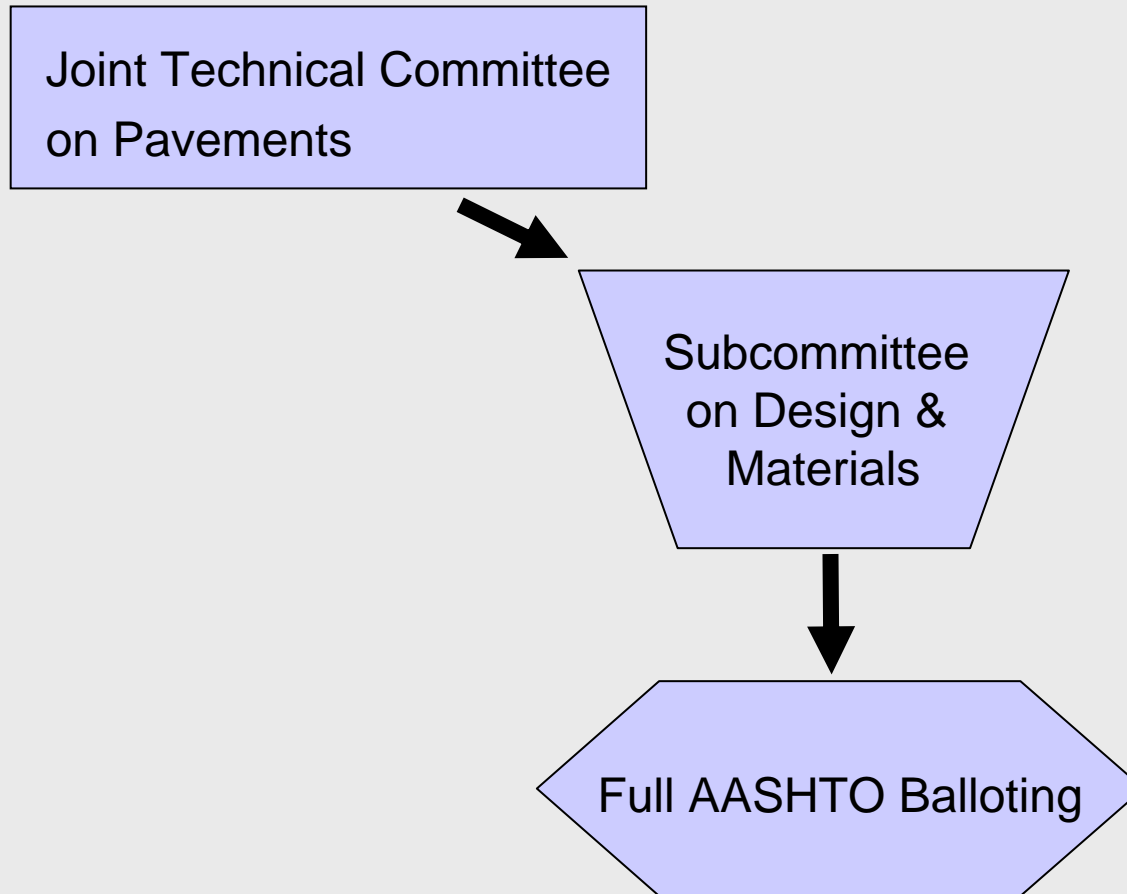 Joint Technical Committee
on Pavements
Subcommittee
on Design &
Materials
Full AASHTO Balloting